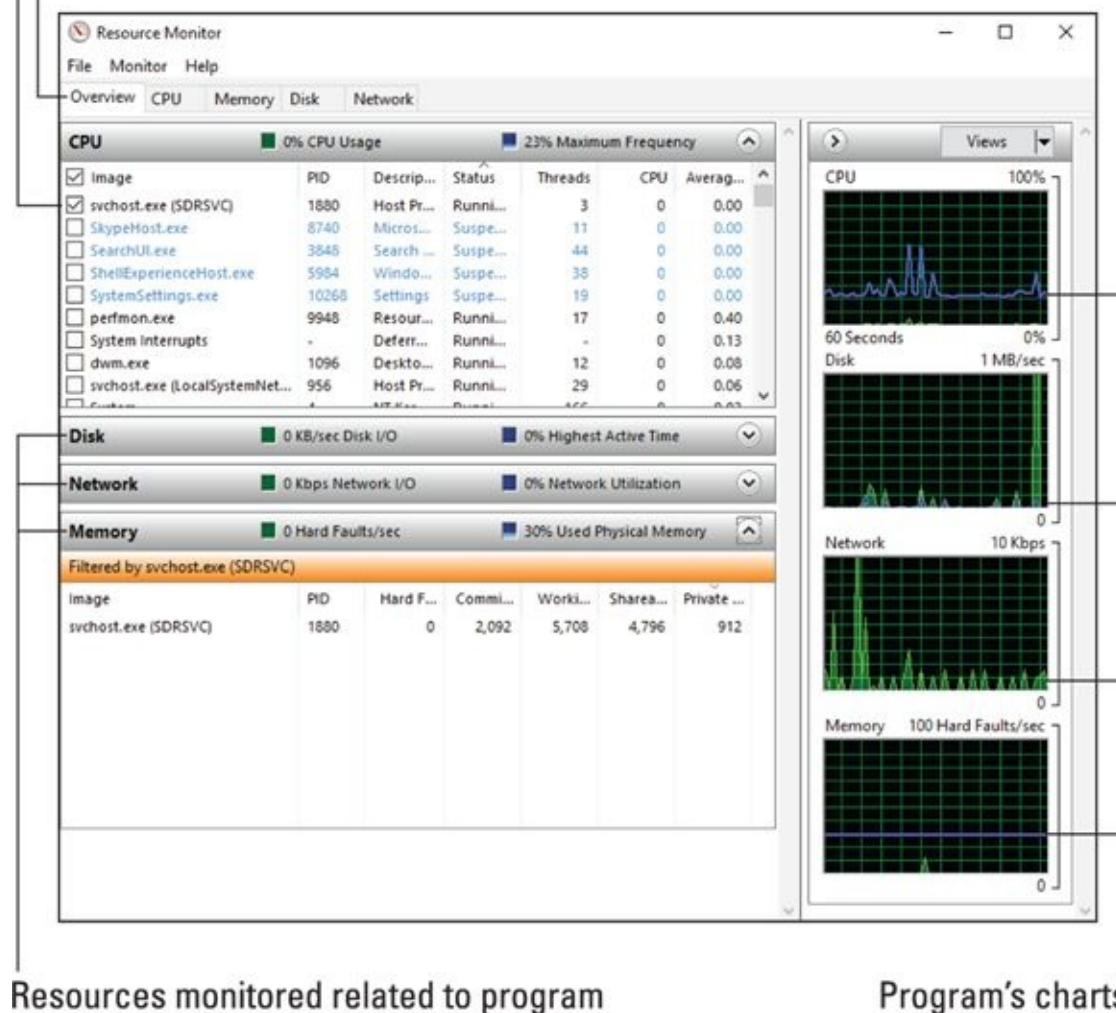 Resource Monitor
File Monitor Help
Overview CPU Memory Disk Network
CPU 0% CPU Usage 23% Maximum Frequency
Image PID Descrip... Status Threads CPU Averag...
svchost.exe (SDRSVC) 1880 Host Pr... Runni... 3 0 0.00
SkypeHost.exe 8740 Micros... Suspe... 11 0 0.00
SearchUI.exe 3848 Search ... Suspe... 44 0 0.00
ShellExperienceHost.exe 5984 Windo... Suspe... 38 0 0.00
SystemSettings.exe 10268 Settings Suspe... 19 0 0.00
perfmon.exe 9948 Resour... Runni... 17 0 0.40
System Interrupts - Deferr... Runni... - 0 0.13
dwm.exe 1096 Deskto... Runni... 12 0 0.08
svchost.exe (LocalSystemNet... 956 Host Pr... Runni... 29 0 0.06
Disk 0 KB/sec Disk I/O 0% Highest Active Time
Network 0 Kbps Network I/O 0% Network Utilization
Memory 0 Hard Faults/sec 30% Used Physical Memory
Filtered by svchost.exe (SDRSVC)
Image PID Hard F... Commi... Worki... Sharea... Private ...
svchost.exe (SDRSVC) 1880 0 2,092 5,708 4,796 912
Views
CPU 100%
60 Seconds 0%
Disk 1 MB/sec
0
Network 10 Kbps
0
Memory 100 Hard Faults/sec
0
Resources monitored related to program
Program's charts